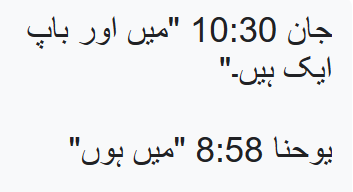 جان 10:30 "میں اور باپ
ایک ہیں۔"
یوحنا 8:58 "میں ہوں"